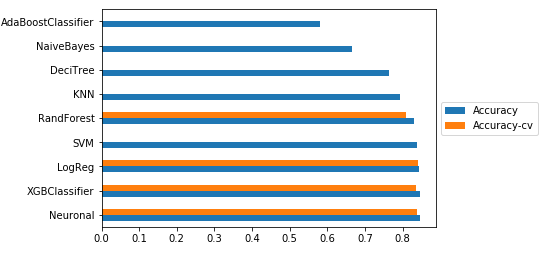 AdaBoostClassifier
NaiveBayes
DeciTree
KNN
RandForest
SVM
LogReg
XGBClassifier
Neuronal
0.0 0.1 0.2 0.3 0.4 0.5 0.6 0.7 0.8
Accuracy
Accuracy-cv